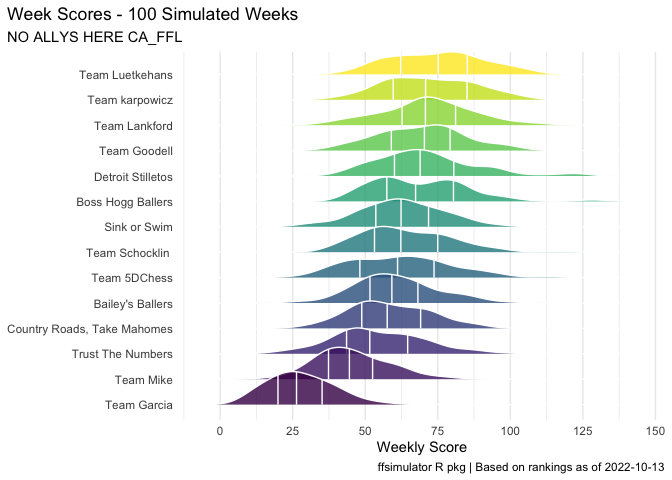 Week Scores - 100 Simulated Weeks
NO ALLYS HERE CA_FFL
Team Luetkehans
Team karpowicz
Team Lankford
Team Goodell
Detroit Stilletos
Boss Hogg Ballers
Sink or Swim
Team Schocklin
Team 5DChess
Bailey's Ballers
Country Roads, Take Mahomes
Trust The Numbers
Team Mike
Team Garcia
0 25 50 75 100 125 150
Weekly Score
ffsimulator R pkg | Based on rankings as of 2022-10-13